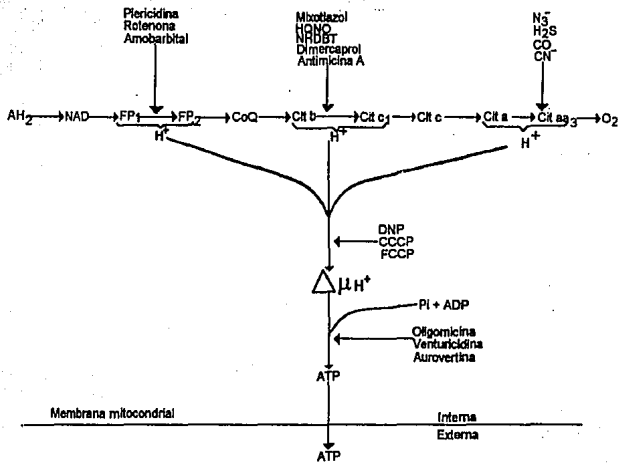 Piericidina
Rotenona
Amobarbital
Mixotiazol
HQNO
NHDBT
Dimercaprol
Antimicina A
N₃⁻
H₂S
CO
CN⁻
AH₂ NAD FP₁ FP₂ CoQ Cit b Cit c₁ Cit c Cit a Cit aa₃ O₂
H⁺ H⁺ H⁺
DNP
CCCP
FCCP
μH⁺
Pi + ADP
Oligomicina
Venturicidina
Aurovertina
ATP
Membrana mitocondrial Interna
Externa
ATP